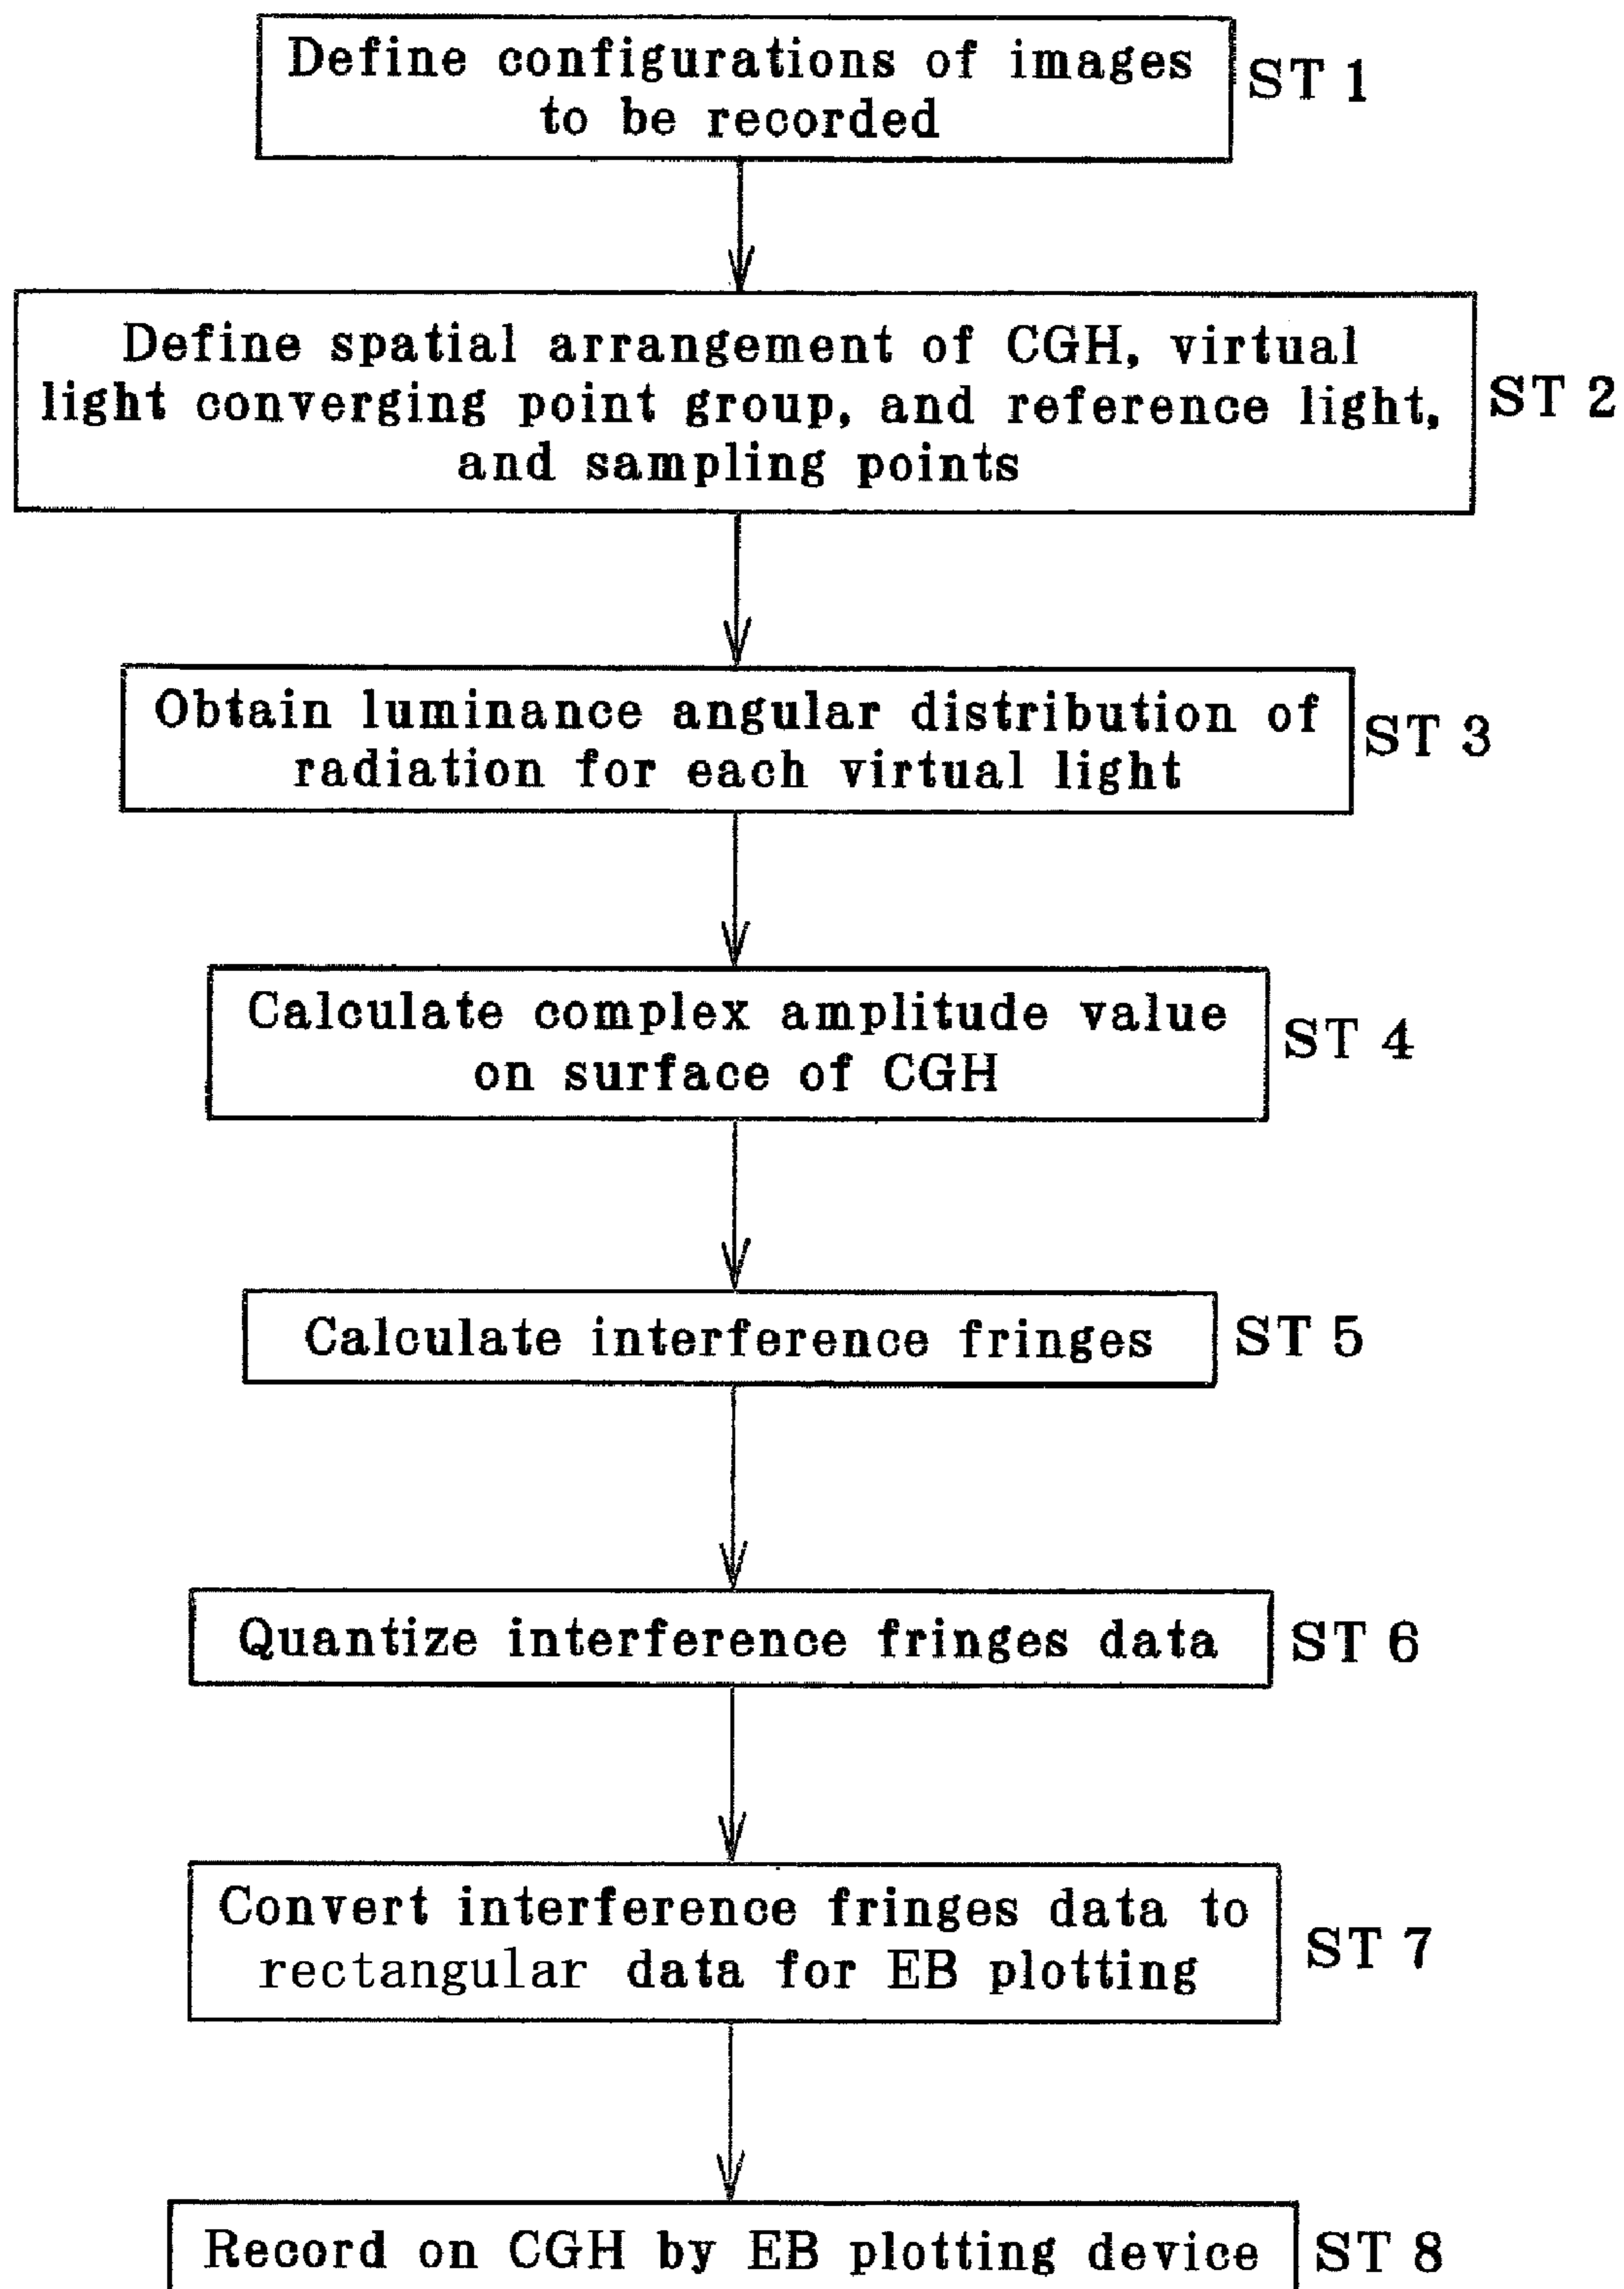 Define configurations of images
to be recorded
ST 1
Define spatial arrangement of CGH, virtual
light converging point group, and reference light,
and sampling points
ST 2
Obtain luminance angular distribution of
radiation for each virtual light
ST 3
Calculate complex amplitude value
on surface of CGH
ST 4
Calculate interference fringes
ST 5
Quantize interference fringes data
ST 6
Convert interference fringes data to
rectangular data for EB plotting
ST 7
Record on CGH by EB plotting device
ST 8